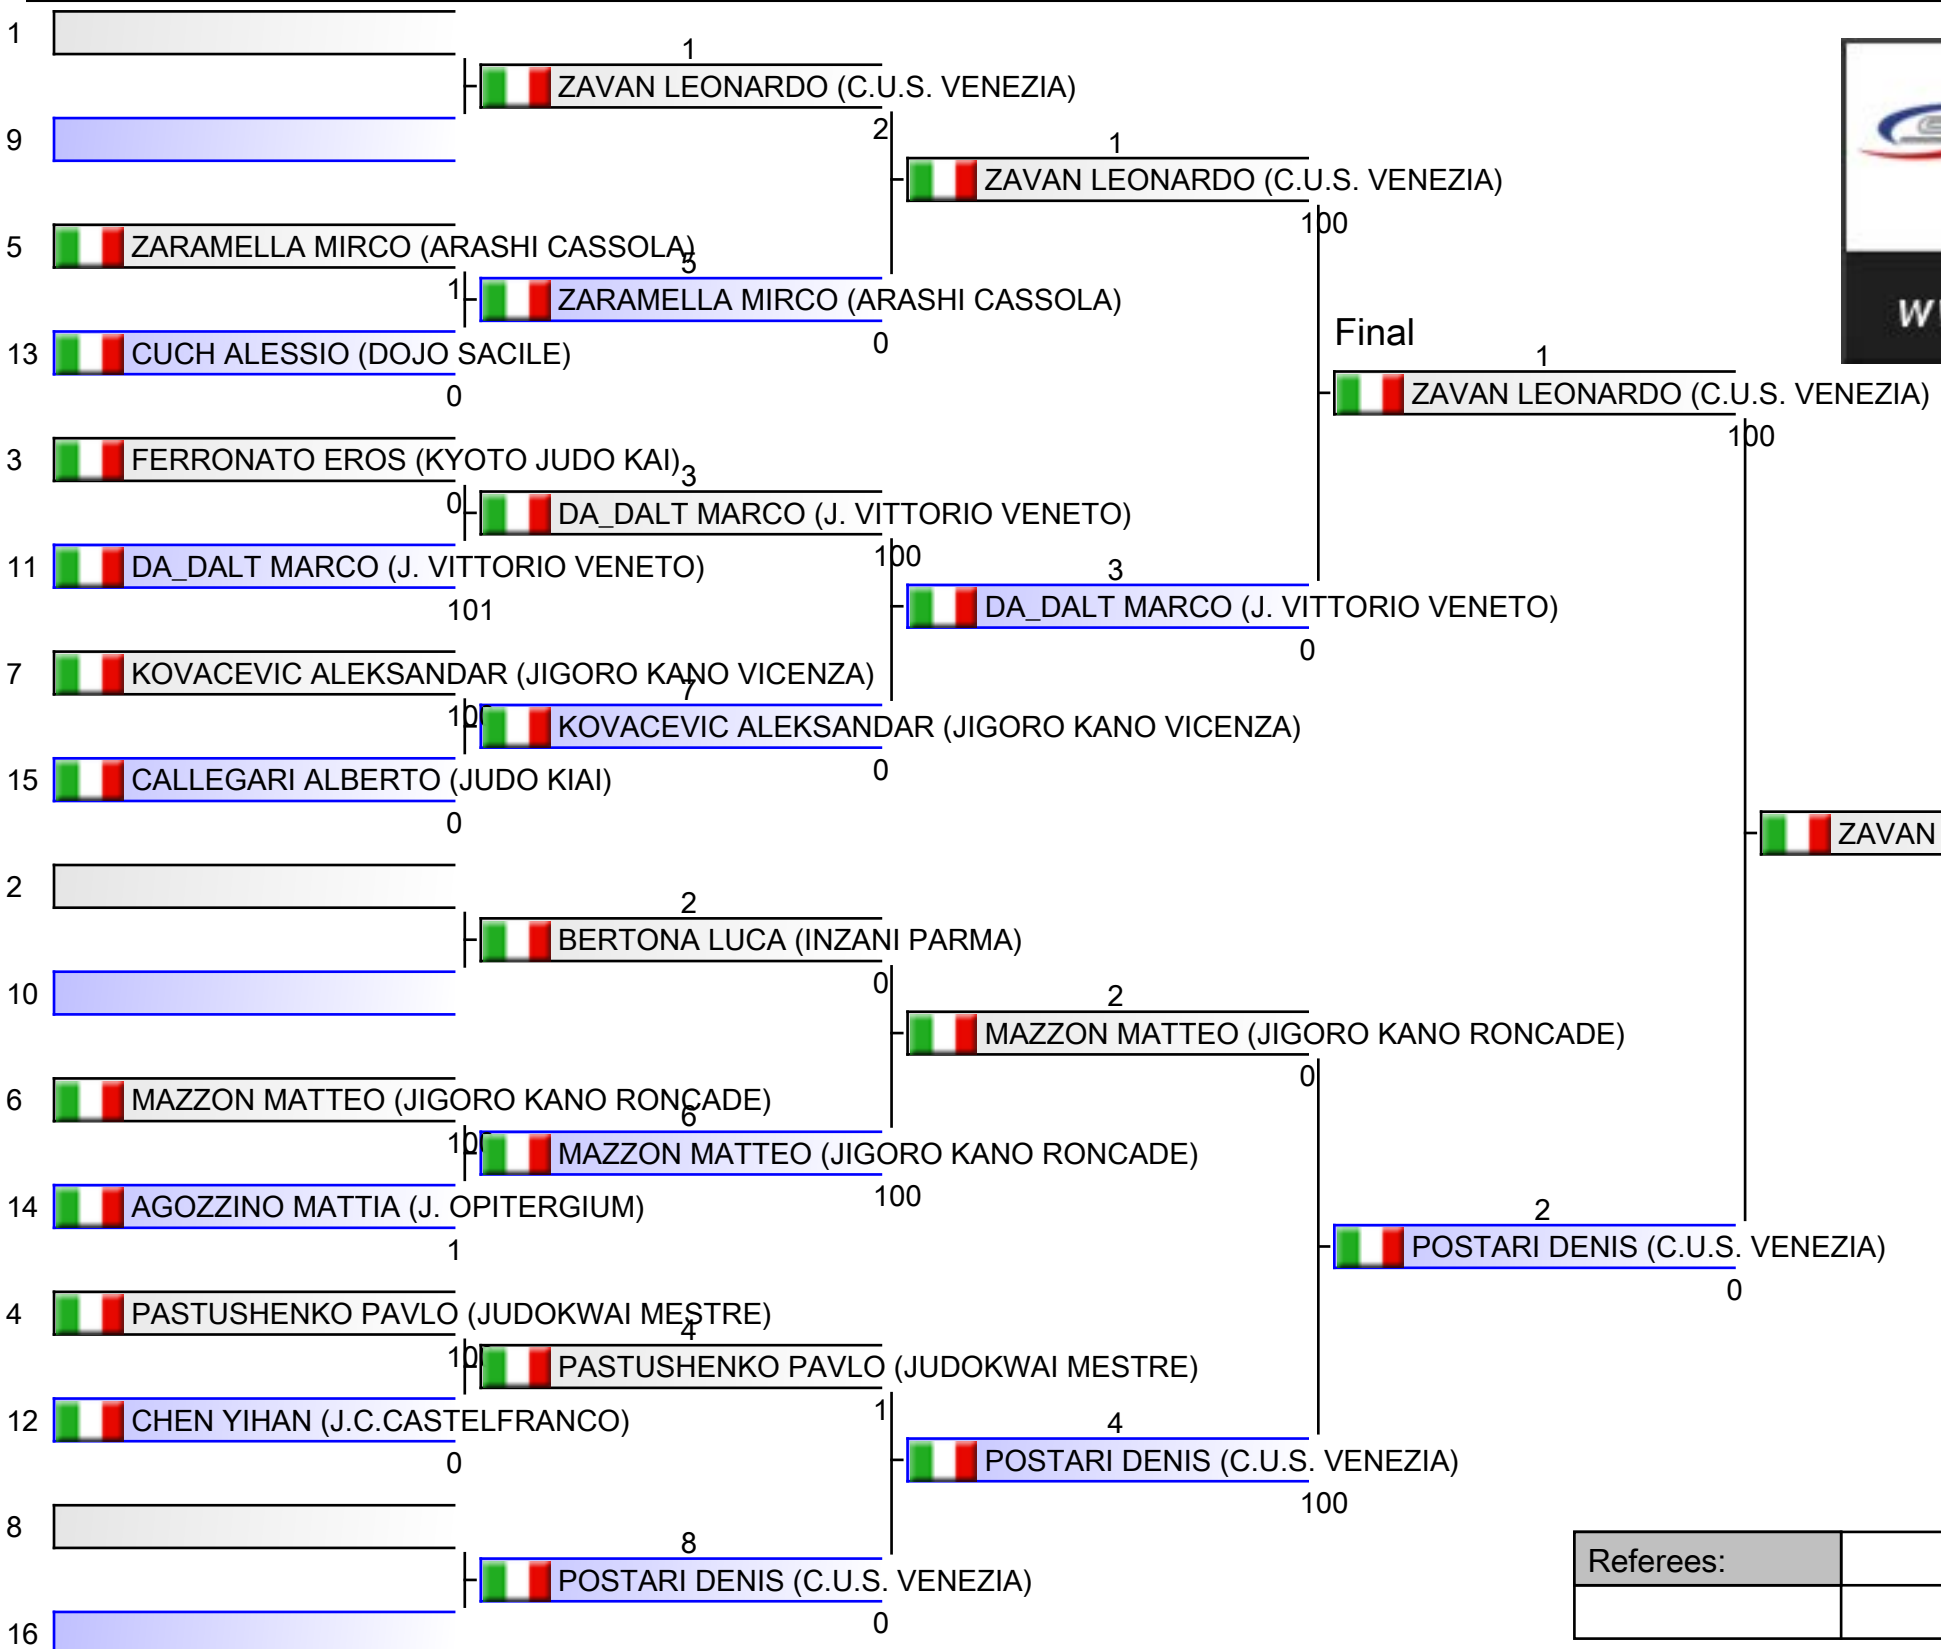 1
1
ZAVAN LEONARDO (C.U.S. VENEZIA)
2
9
1
ZAVAN LEONARDO (C.U.S. VENEZIA)
100
5
ZARAMELLA MIRCO (ARASHI CASSOLA)
5
1
ZARAMELLA MIRCO (ARASHI CASSOLA)
0
13
CUCH ALESSIO (DOJO SACILE)
0
Final
1
ZAVAN LEONARDO (C.U.S. VENEZIA)
100
3
FERRONATO EROS (KYOTO JUDO KAI)
3
0
DA_DALT MARCO (J. VITTORIO VENETO)
100
11
DA_DALT MARCO (J. VITTORIO VENETO)
101
3
DA_DALT MARCO (J. VITTORIO VENETO)
0
7
KOVACEVIC ALEKSANDAR (JIGORO KANO VICENZA)
7
KOVACEVIC ALEKSANDAR (JIGORO KANO VICENZA)
0
15
CALLEGARI ALBERTO (JUDO KIAI)
0
ZAVAN
2
2
BERTONA LUCA (INZANI PARMA)
0
10
2
MAZZON MATTEO (JIGORO KANO RONCADE)
0
6
MAZZON MATTEO (JIGORO KANO RONCADE)
6
MAZZON MATTEO (JIGORO KANO RONCADE)
100
14
AGOZZINO MATTIA (J. OPITERGIUM)
1
2
POSTARI DENIS (C.U.S. VENEZIA)
0
4
PASTUSHENKO PAVLO (JUDOKWAI MESTRE)
4
PASTUSHENKO PAVLO (JUDOKWAI MESTRE)
1
12
CHEN YIHAN (J.C.CASTELFRANCO)
0
4
POSTARI DENIS (C.U.S. VENEZIA)
100
8
8
POSTARI DENIS (C.U.S. VENEZIA)
0
16
Referees: